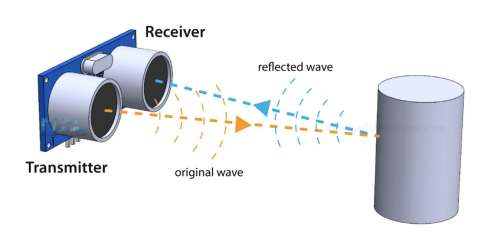 Receiver
reflected wave
Transmitter
original wave